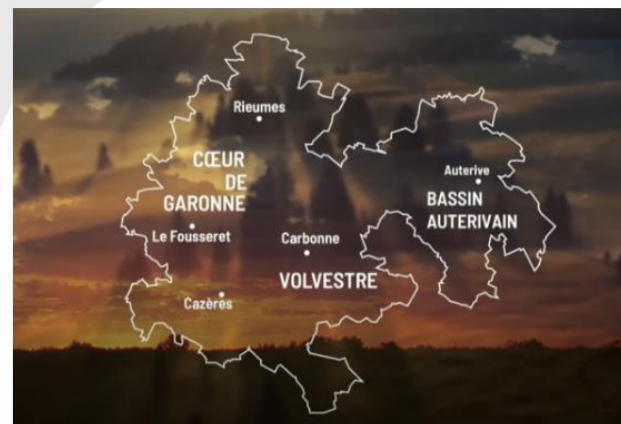 Rieumes
CŒUR
DE
GARONNE
Auterive
BASSIN
AUTERIVAIN
Le Fousseret
Carbonne
VOLVESTRE
Cazères